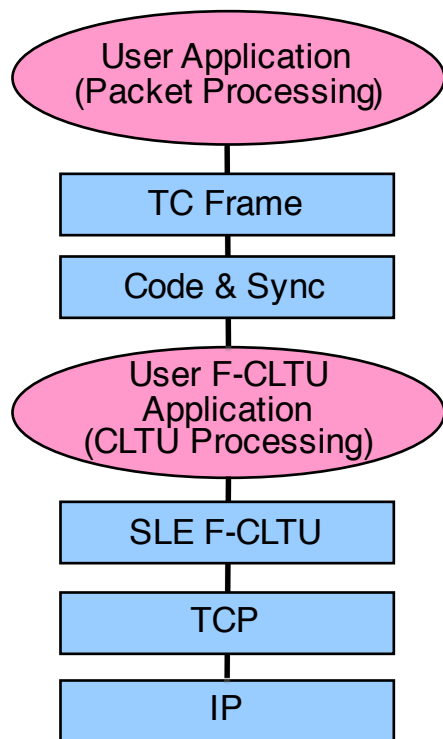 User Application
(Packet Processing)
TC Frame
Code & Sync
User F-CLTU
Application
(CLTU Processing)
SLE F-CLTU
TCP
IP